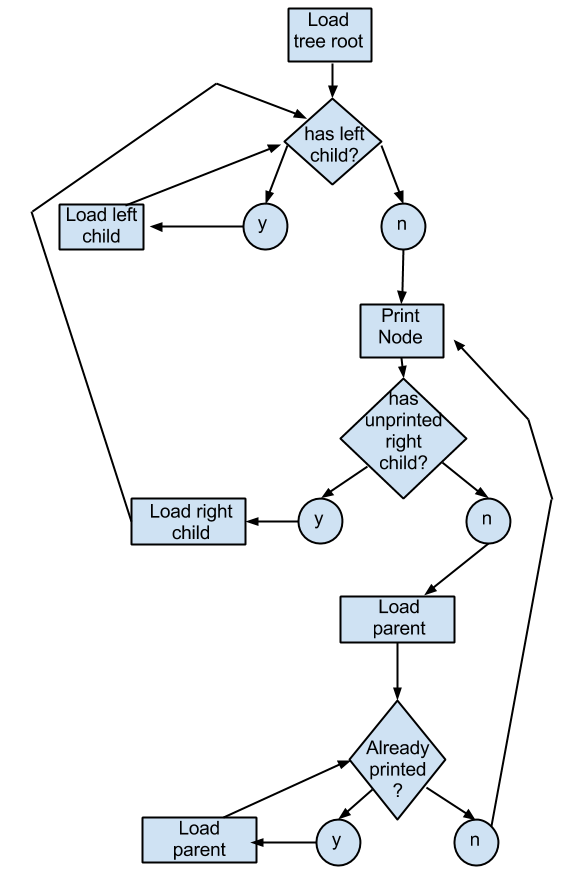 Load
tree root
has left
child?
Load left
child
y
n
Print
Node
has
unprinted
right
child?
Load right
child
y
n
Load
parent
Already
printed
?
Load
parent
y
n